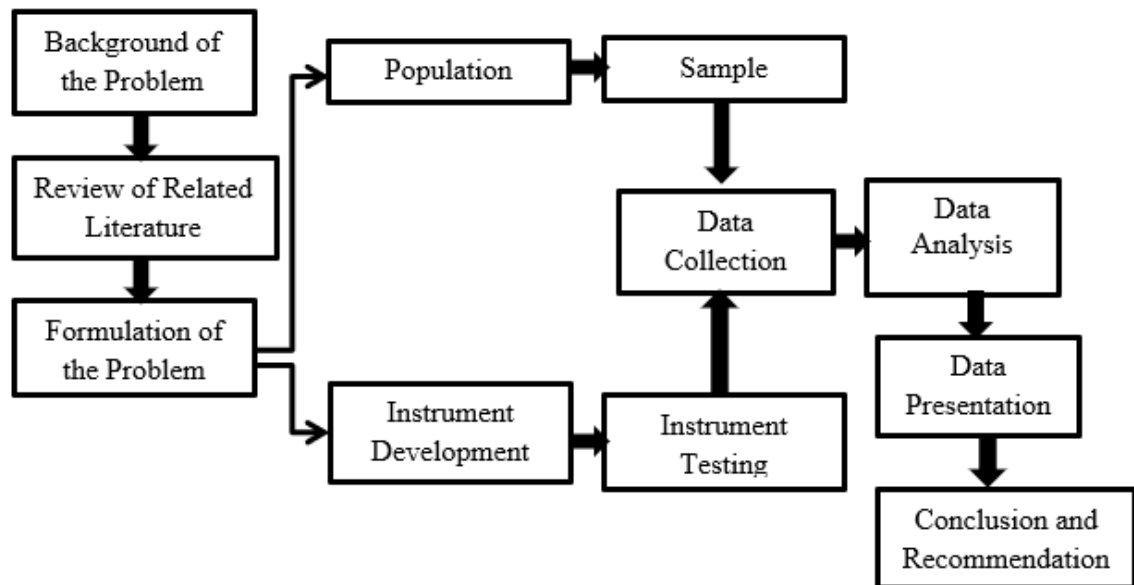 Background of
the Problem
Review of Related
Literature
Formulation of
the Problem
Population
Sample
Instrument
Development
Instrument
Testing
Data
Collection
Data
Analysis
Data
Presentation
Conclusion and
Recommendation